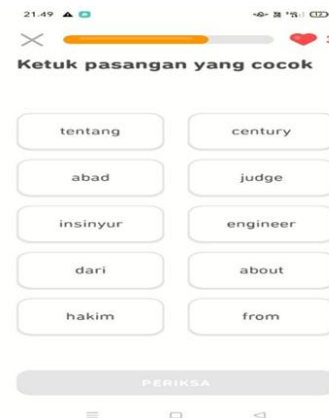 21.49
Ketuk pasangan yang cocok
tentang century
abad judge
insinyur engineer
dari about
hakim from
PERIKSA